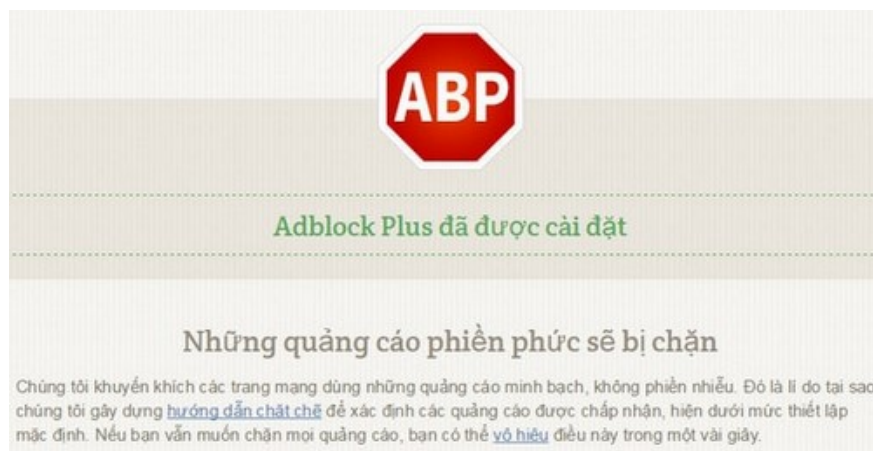 ABP
Adblock Plus đã được cài đặt
Những quảng cáo phiền phức sẽ bị chặn
Chúng tôi khuyến khích các trang mạng dùng những quảng cáo minh bạch, không phiền nhiễu. Đó là lí do tại sao
chúng tôi gây dựng hướng dẫn chặt chẽ để xác định các quảng cáo được chấp nhận, hiện dưới mức thiết lập
mặc định. Nếu bạn vẫn muốn chặn mọi quảng cáo, bạn có thể vô hiệu điều này trong một vài giây.